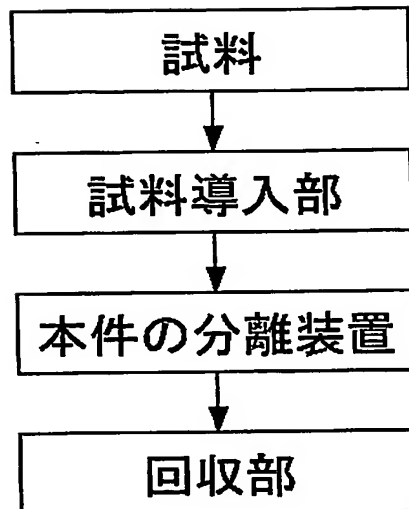 試料
試料導入部
本件の分離装置
回収部